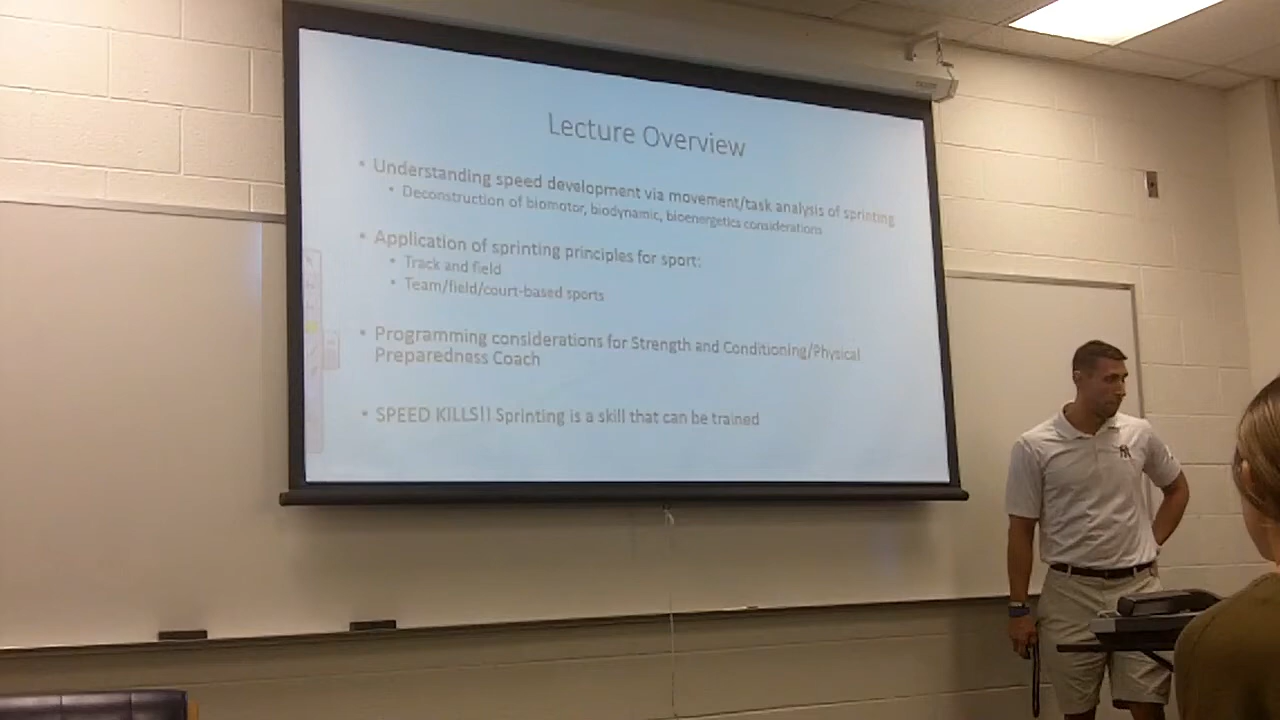 Lecture Overview
• Understanding speed development via movement/task analysis of sprinting
• Deconstruction of biomotor, biodynamic, bioenergetics considerations
• Application of sprinting principles for sport:
• Track and field
• Team/field/court-based sports
• Programming considerations for Strength and Conditioning/Physical
Preparedness Coach
• SPEED KILLS!! Sprinting is a skill that can be trained